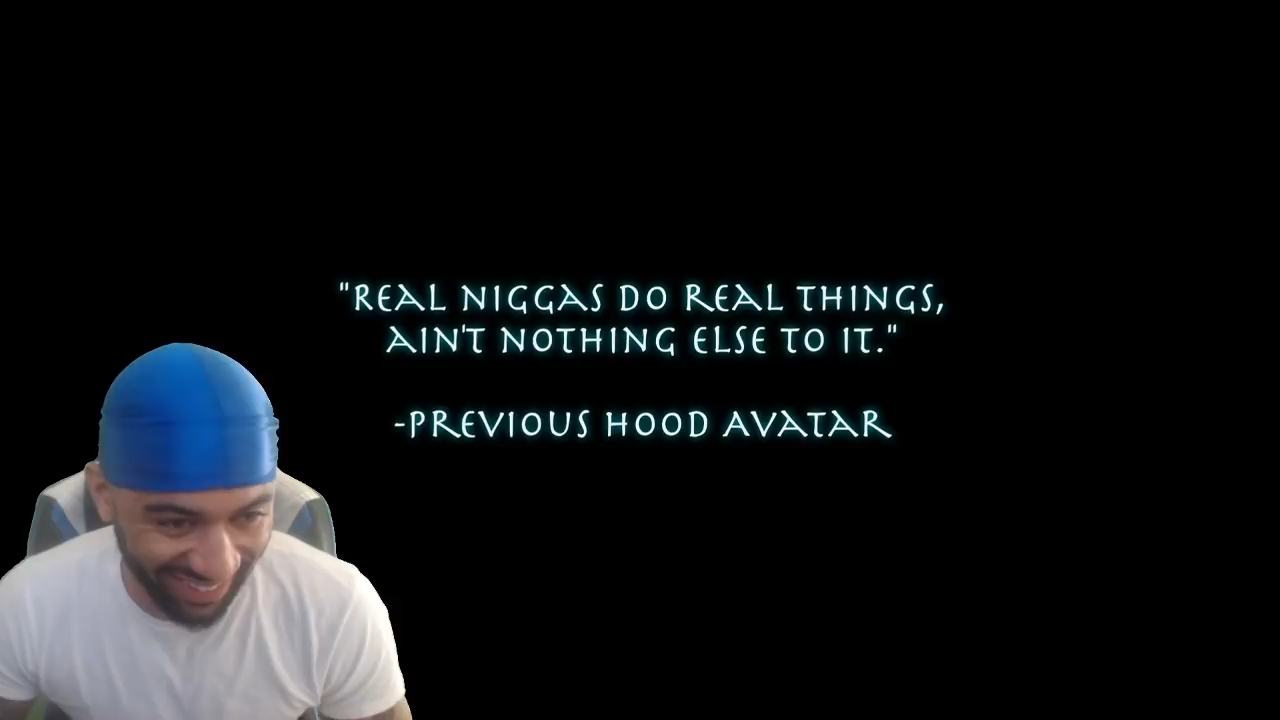 "REAL NIGGAS DO REAL THINGS,
AIN'T NOTHING ELSE TO IT."
-PREVIOUS HOOD AVATAR